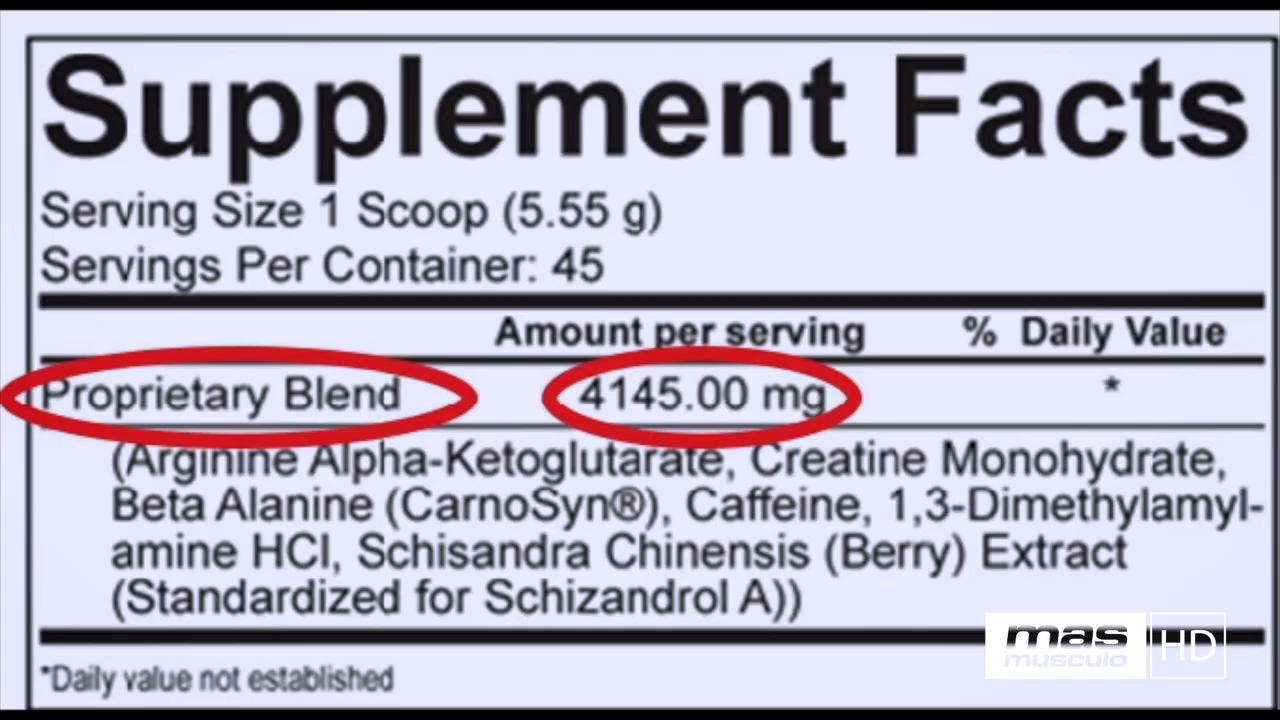 Supplement Facts
Serving Size 1 Scoop (5.55 g)
Servings Per Container: 45
Amount per serving % Daily Value
Proprietary Blend 4145.00 mg *
(Arginine Alpha-Ketoglutarate, Creatine Monohydrate,
Beta Alanine (CarnoSyn®), Caffeine, 1,3-Dimethylamyl-
amine HCl, Schisandra Chinensis (Berry) Extract
(Standardized for Schizandrol A))
*Daily value not established
mas
musculo
HD